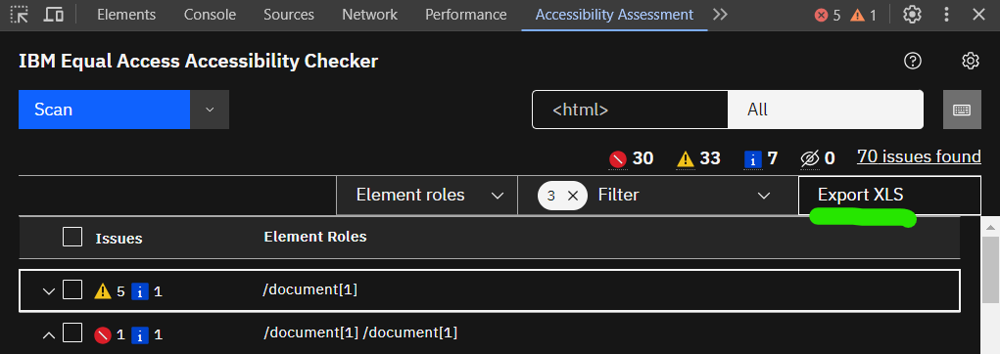 Elements Console Sources Network Performance Accessibility Assessment 5 1
IBM Equal Access Accessibility Checker
Scan <html> All
30 33 7 0 70 issues found
Element roles 3 Filter Export XLS
Issues Element Roles
5 1 /document[1]
1 1 /document[1] /document[1]